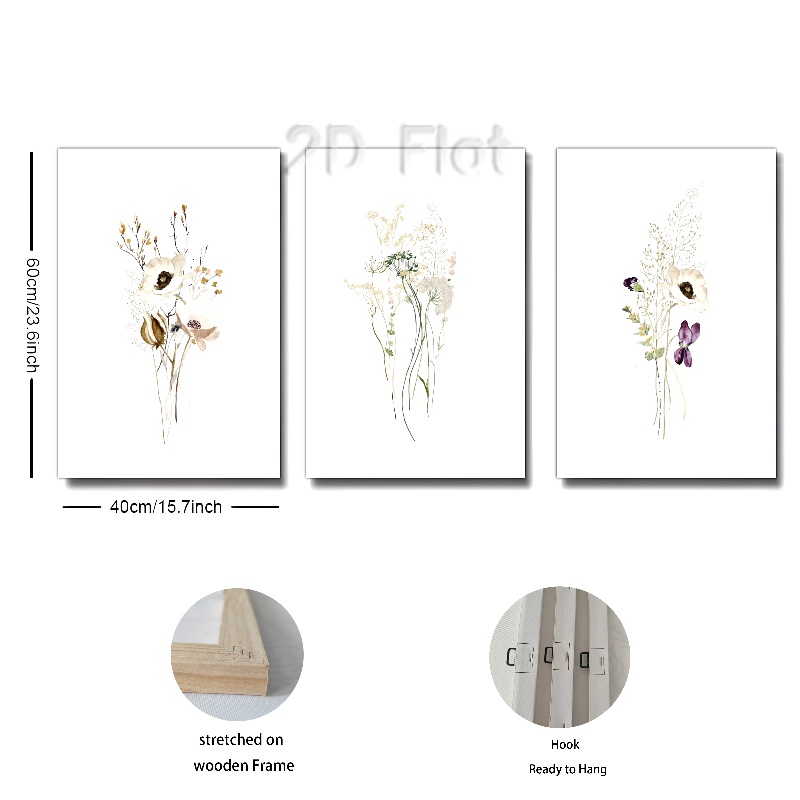 2D Flat
60cm/23.6inch
40cm/15.7inch
stretched on
wooden Frame
Hook
Ready to Hang